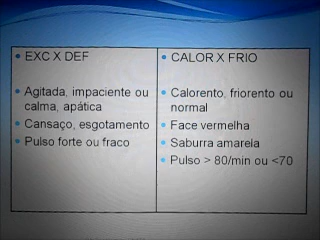 EXC X DEF
Agitada, impaciente ou
calma, apática
Cansaço, esgotamento
Pulso forte ou fraco
CALOR X FRIO
Calorento, friorento ou
normal
Face vermelha
Saburra amarela
Pulso > 80/min ou <70